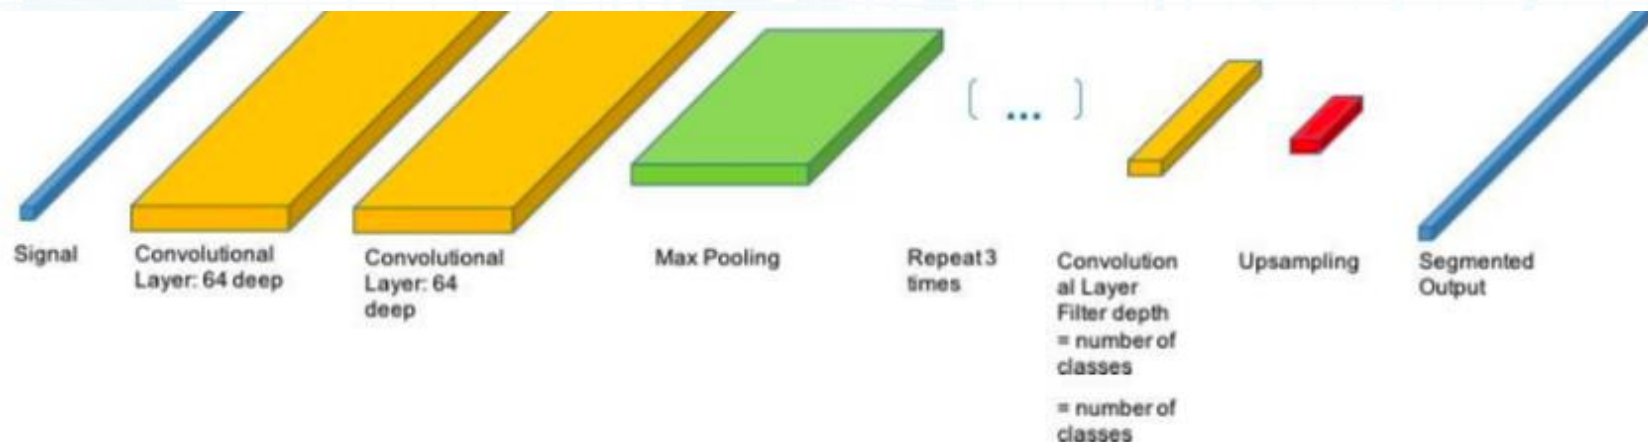 Signal
Convolutional
Layer: 64 deep
Convolutional
Layer: 64
deep
Max Pooling
( ... )
Repeat 3
times
Convolution
al Layer
Filter depth
= number of
classes
= number of
classes
Upsampling
Segmented
Output